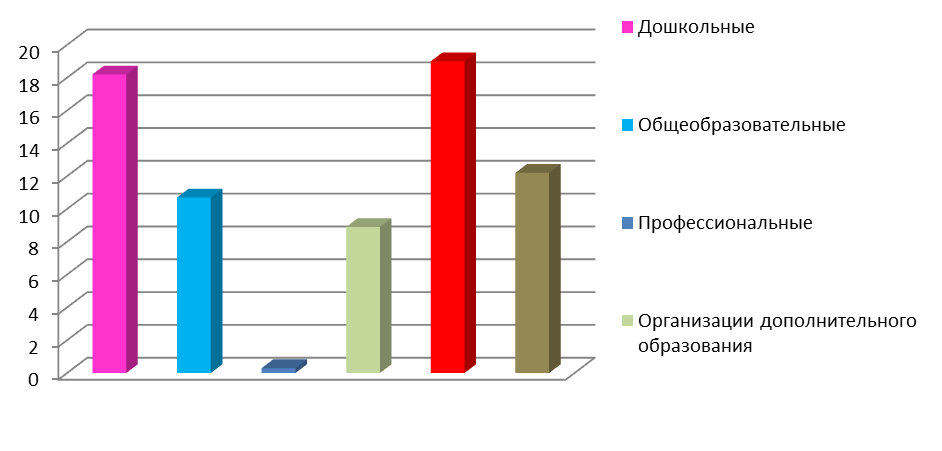 20
18
16
14
12
10
8
6
4
2
0
Дошкольные
Общеобразовательные
Профессиональные
Организации дополнительного
образования